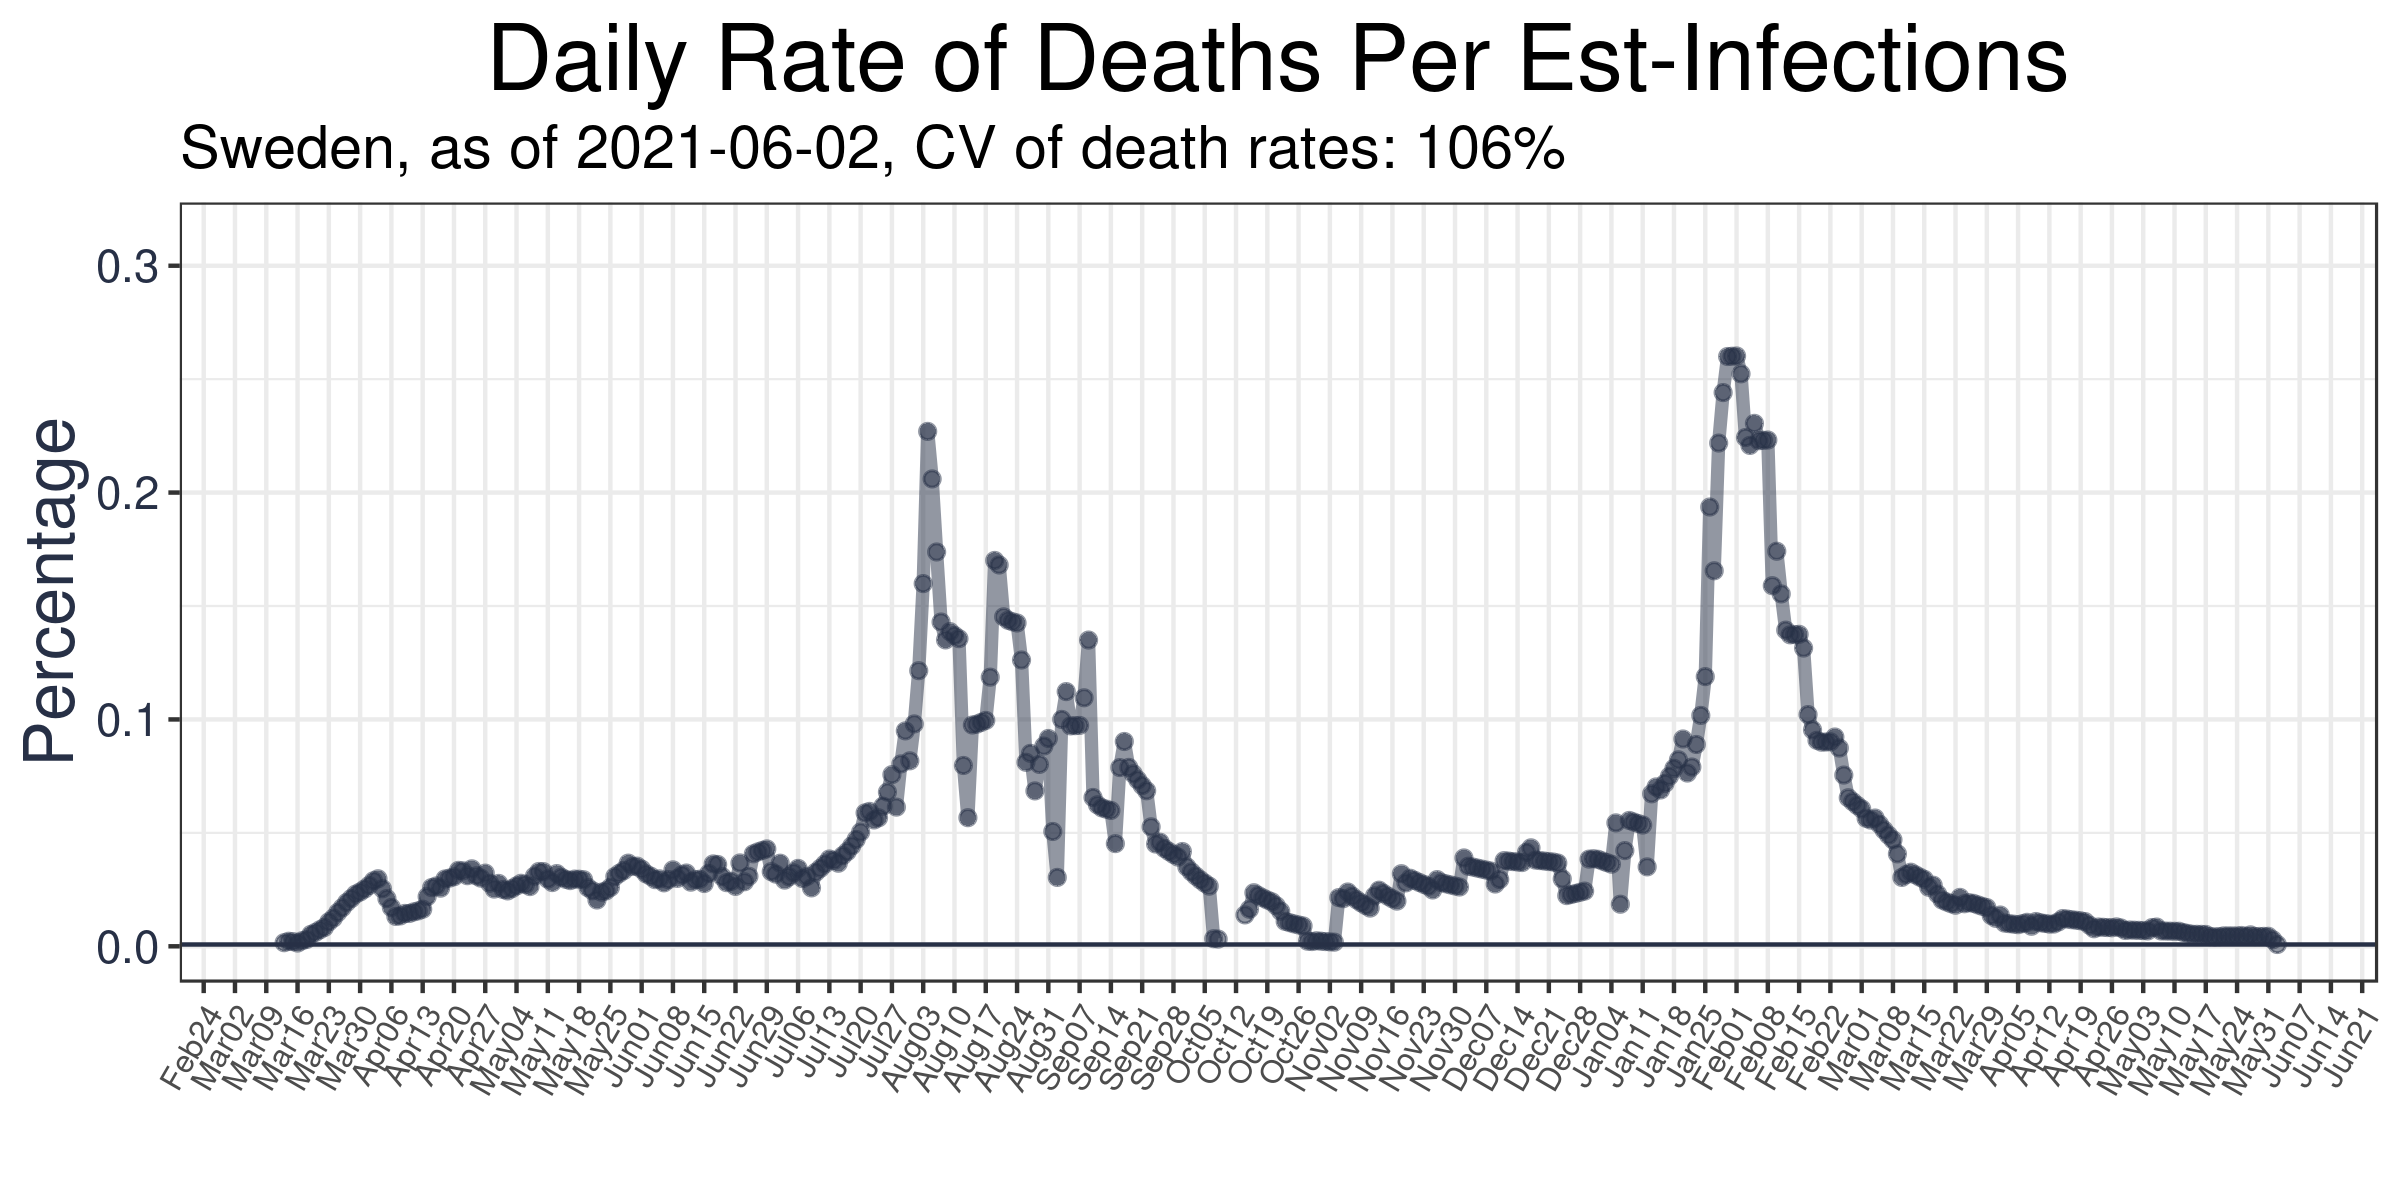 Daily Rate of Deaths Per Est-Infections
Sweden, as of 2021-06-02, CV of death rates: 106%
Percentage
0.3
0.2
0.1
0.0
Feb24
Mar02
Mar09
Mar16
Mar23
Mar30
Apr06
Apr13
Apr20
Apr27
May04
May11
May18
May25
Jun01
Jun08
Jun15
Jun22
Jun29
Jul06
Jul13
Jul20
Jul27
Aug03
Aug10
Aug17
Aug24
Aug31
Sep07
Sep14
Sep21
Sep28
Oct05
Oct12
Oct19
Oct26
Nov02
Nov09
Nov16
Nov23
Nov30
Dec07
Dec14
Dec21
Dec28
Jan04
Jan11
Jan18
Jan25
Feb01
Feb08
Feb15
Feb22
Mar01
Mar08
Mar15
Mar22
Mar29
Apr05
Apr12
Apr19
Apr26
May03
May10
May17
May24
May31
Jun07
Jun14
Jun21